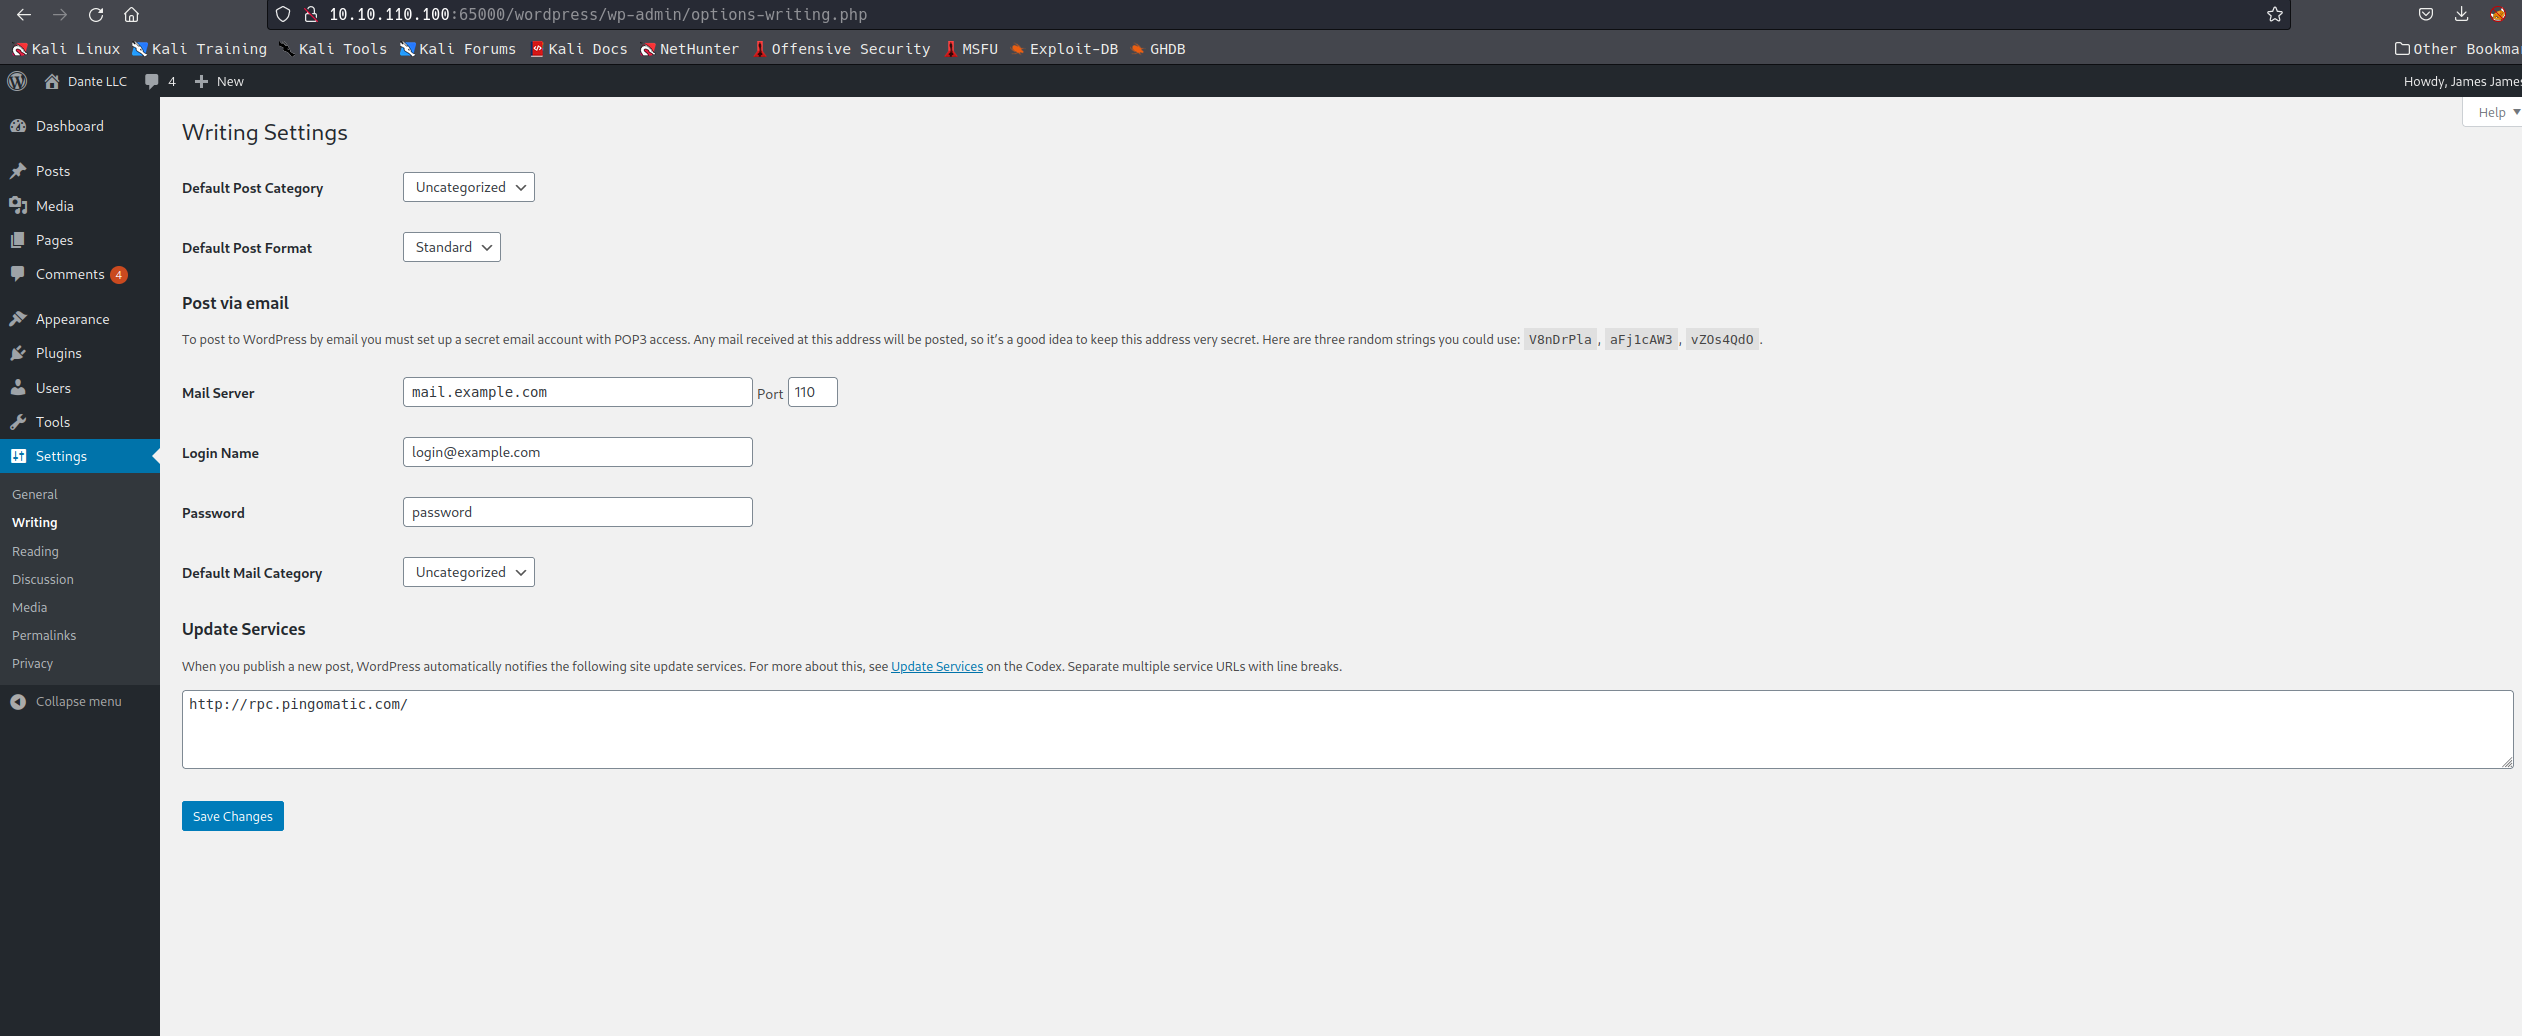 10.10.110.100:65000/wordpress/wp-admin/options-writing.php
Kali Linux Kali Training Kali Tools Kali Forums Kali Docs NetHunter Offensive Security MSFU Exploit-DB GHDB Other Bookma
Dante LLC 4 New Howdy, James James
Help
Dashboard
Posts
Media
Pages
Comments 4
Appearance
Plugins
Users
Tools
Settings
General
Writing
Reading
Discussion
Media
Permalinks
Privacy
Collapse menu
Writing Settings
Default Post Category Uncategorized
Default Post Format Standard
Post via email
To post to WordPress by email you must set up a secret email account with POP3 access. Any mail received at this address will be posted, so it’s a good idea to keep this address very secret. Here are three random strings you could use: V8nDrPla , aFj1cAW3 , vZOs4QdO .
Mail Server mail.example.com Port 110
Login Name login@example.com
Password password
Default Mail Category Uncategorized
Update Services
When you publish a new post, WordPress automatically notifies the following site update services. For more about this, see Update Services on the Codex. Separate multiple service URLs with line breaks.
http://rpc.pingomatic.com/
Save Changes